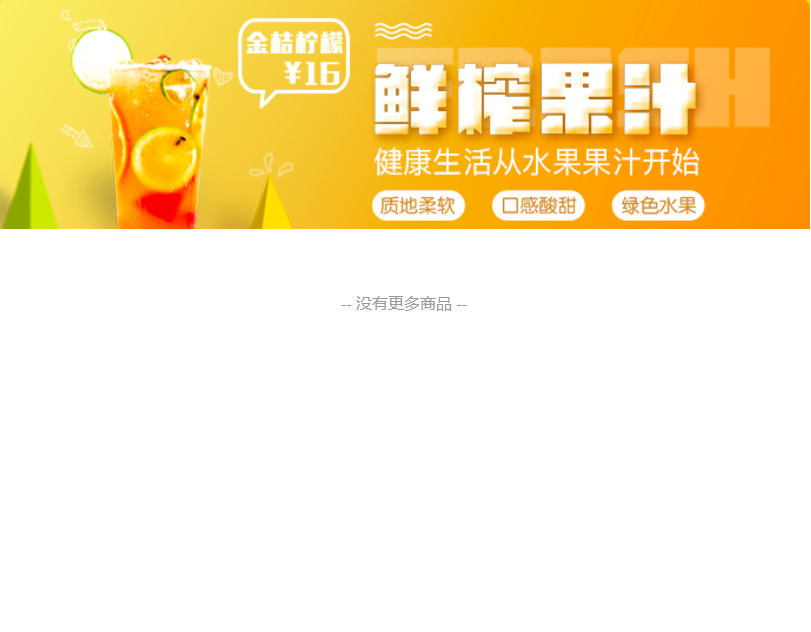 金桔柠檬
¥16
FRESH
鲜榨果汁
健康生活从水果果汁开始
质地柔软 口感酸甜 绿色水果
-- 没有更多商品 --